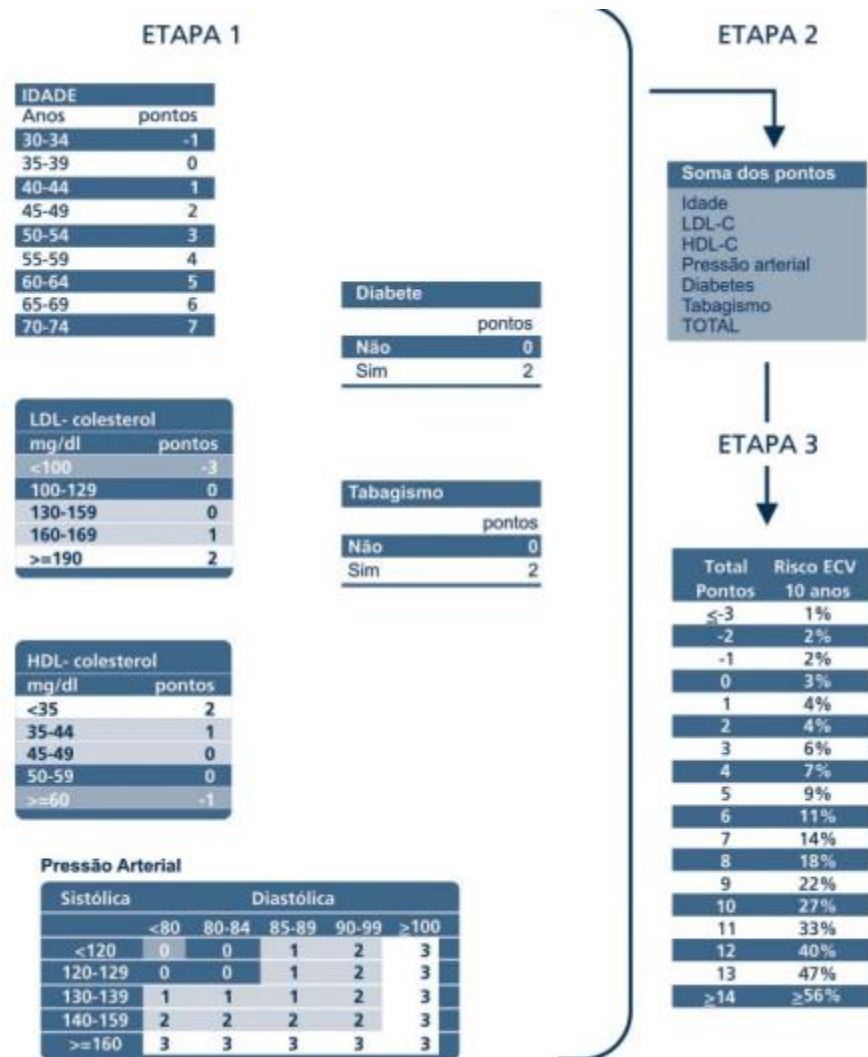 ETAPA 1
IDADE
Anos pontos
30-34 -1
35-39 0
40-44 1
45-49 2
50-54 3
55-59 4
60-64 5
65-69 6
70-74 7
LDL- colesterol
mg/dl pontos
<100 -3
100-129 0
130-159 0
160-169 1
>=190 2
HDL- colesterol
mg/dl pontos
<35 2
35-44 1
45-49 0
50-59 0
>=60 -1
Diabete
pontos
Não 0
Sim 2
Tabagismo
pontos
Não 0
Sim 2
Pressão Arterial
Sistólica Diastólica
<80 80-84 85-89 90-99 ≥100
<120 0 0 1 2 3
120-129 0 0 1 2 3
130-139 1 1 1 2 3
140-159 2 2 2 2 3
>=160 3 3 3 3 3
ETAPA 2
Soma dos pontos
Idade
LDL-C
HDL-C
Pressão arterial
Diabetes
Tabagismo
TOTAL
ETAPA 3
Total Risco ECV
Pontos 10 anos
≤-3 1%
-2 2%
-1 2%
0 3%
1 4%
2 4%
3 6%
4 7%
5 9%
6 11%
7 14%
8 18%
9 22%
10 27%
11 33%
12 40%
13 47%
≥14 ≥56%